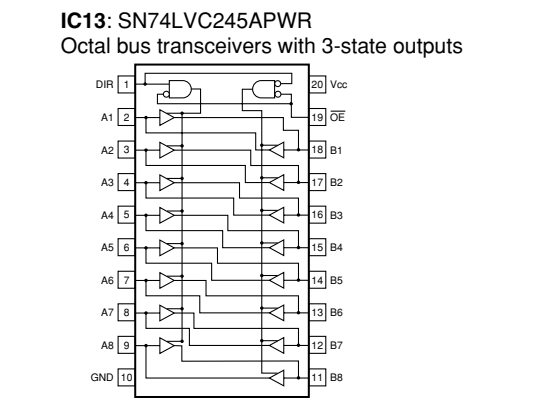 IC13: SN74LVC245APWR
Octal bus transceivers with 3-state outputs
DIR 1 20 Vcc
A1 2 19 OE
A2 3 18 B1
A3 4 17 B2
A4 5 16 B3
A5 6 15 B4
A6 7 14 B5
A7 8 13 B6
A8 9 12 B7
GND 10 11 B8